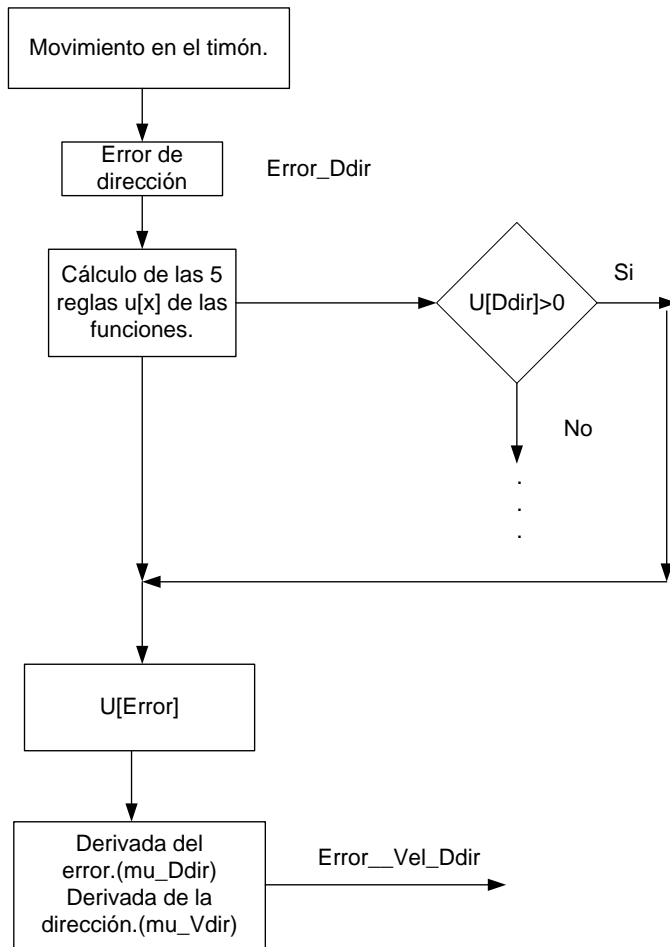 Movimiento en el timón.
Error de
dirección
Error_Ddir
Cálculo de las 5
reglas u[x] de las
funciones.
U[Ddir]>0
Si
No
.
.
.
U[Error]
Derivada del
error.(mu_Ddir)
Derivada de la
dirección.(mu_Vdir)
Error__Vel_Ddir